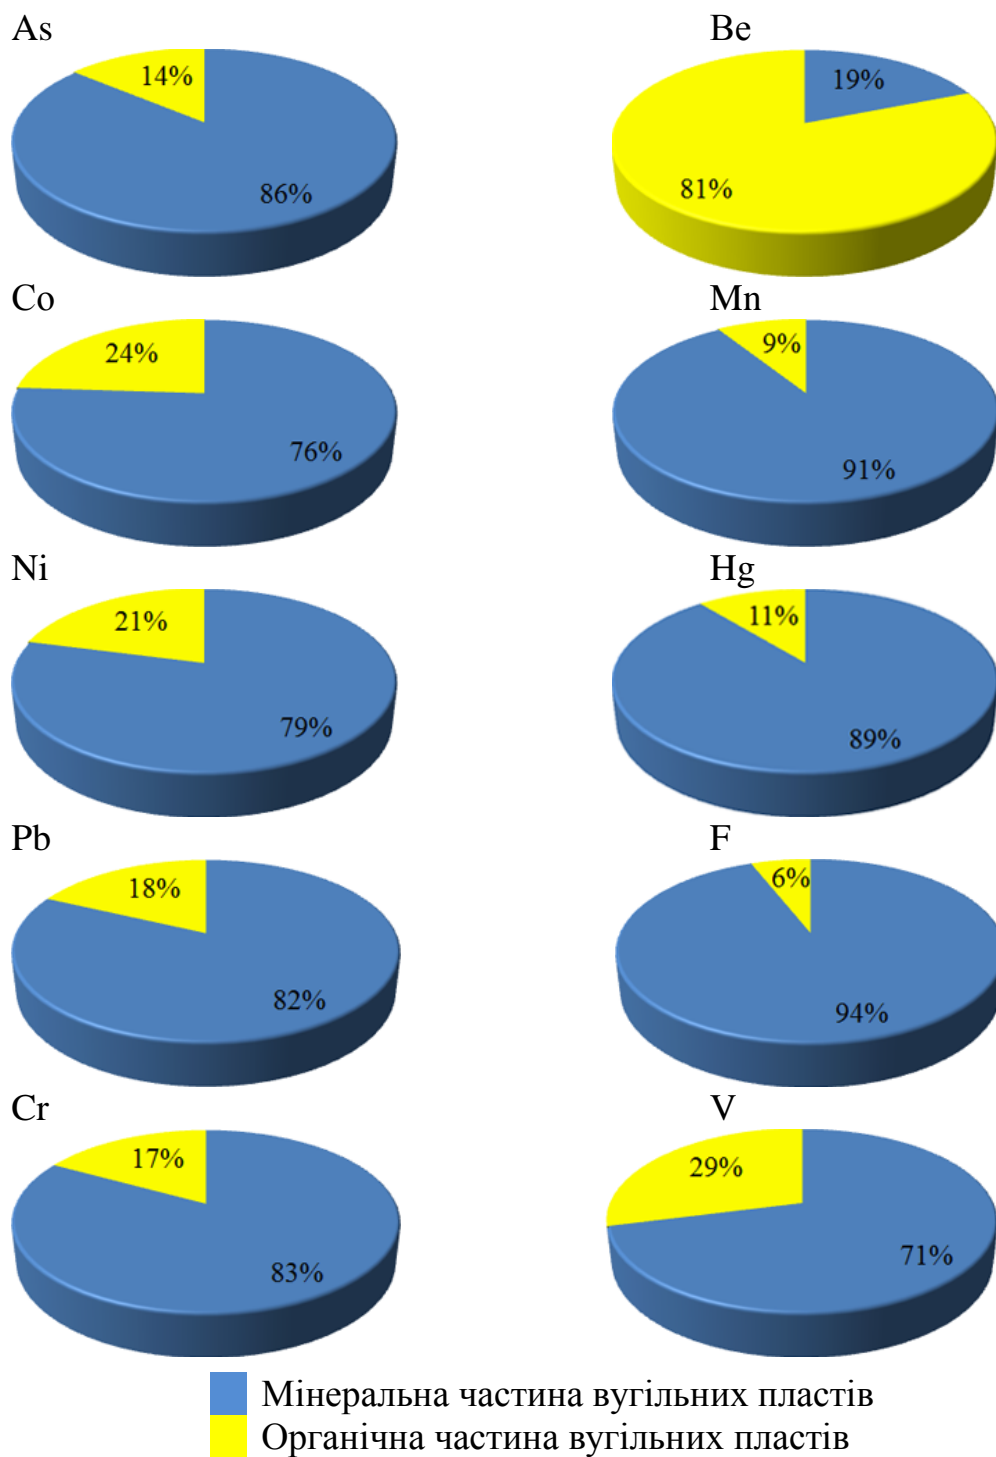 As
14%
86%
Be
19%
81%
Co
24%
76%
Mn
9%
91%
Ni
21%
79%
Hg
11%
89%
Pb
18%
82%
F
6%
94%
Cr
17%
83%
V
29%
71%
Мінеральна частина вугільних пластів
Органічна частина вугільних пластів